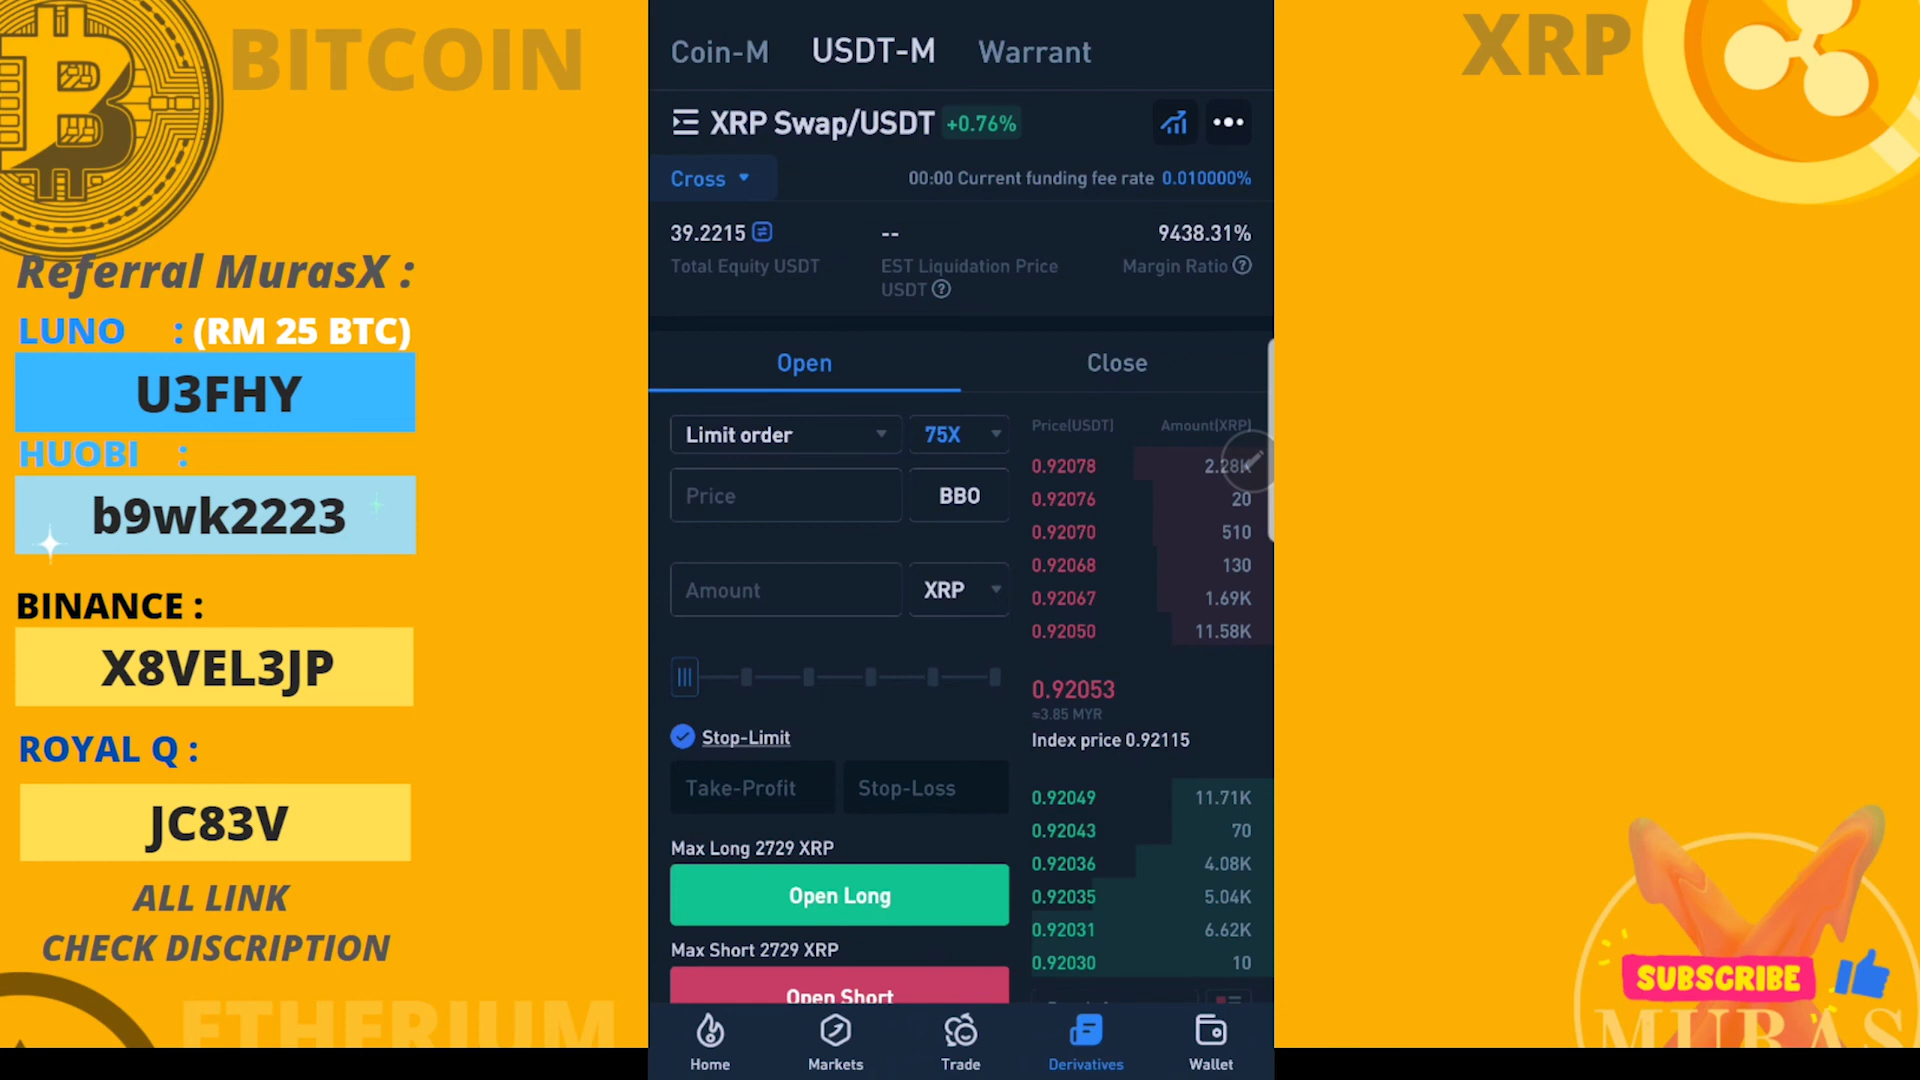 BITCOIN
Referral MurasX :
LUNO : (RM 25 BTC)
U3FHY
HUOBI :
b9wk2223
BINANCE :
X8VEL3JP
ROYAL Q :
JC83V
ALL LINK
CHECK DISCRIPTION
ETHERIUM
Coin-M USDT-M Warrant
XRP Swap/USDT +0.76%
Cross 00:00 Current funding fee rate 0.010000%
39.2215 -- 9438.31%
Total Equity USDT EST Liquidation Price USDT Margin Ratio
Open Close
Limit order 75X
Price BBO
Amount XRP
Stop-Limit
Take-Profit Stop-Loss
Max Long 2729 XRP
Open Long
Max Short 2729 XRP
Open Short
Price(USDT) Amount(XRP)
0.92078 2.28K
0.92076 20
0.92070 510
0.92068 130
0.92067 1.69K
0.92050 11.58K
0.92053
≈3.85 MYR
Index price 0.92115
0.92049 11.71K
0.92043 70
0.92036 4.08K
0.92035 5.04K
0.92031 6.62K
0.92030 10
Home Markets Trade Derivatives Wallet
XRP
SUBSCRIBE
MURAS